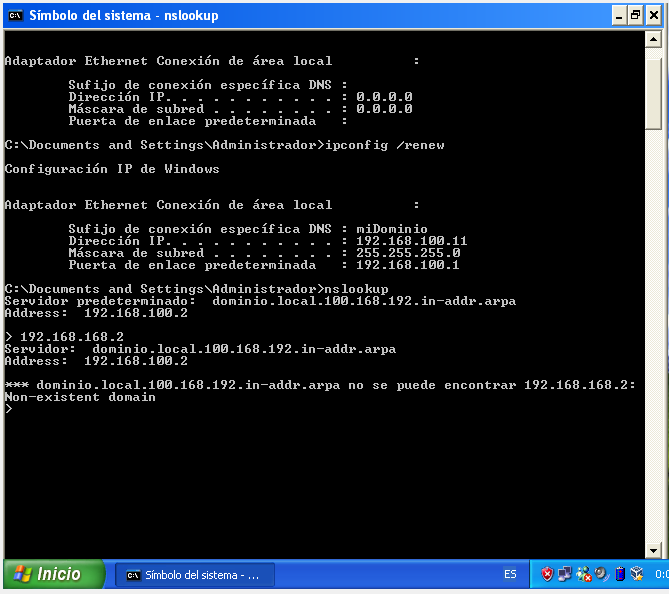 Símbolo del sistema - nslookup
Adaptador Ethernet Conexión de área local          :
Sufijo de conexión específica DNS :
Dirección IP. . . . . . . . . . . : 0.0.0.0
Máscara de subred . . . . . . . . : 0.0.0.0
Puerta de enlace predeterminada   :
C:\Documents and Settings\Administrador>ipconfig /renew
Configuración IP de Windows
Adaptador Ethernet Conexión de área local          :
Sufijo de conexión específica DNS : miDominio
Dirección IP. . . . . . . . . . . : 192.168.100.11
Máscara de subred . . . . . . . . : 255.255.255.0
Puerta de enlace predeterminada   : 192.168.100.1
C:\Documents and Settings\Administrador>nslookup
Servidor predeterminado:  dominio.local.100.168.192.in-addr.arpa
Address:  192.168.100.2
> 192.168.168.2
Servidor:  dominio.local.100.168.192.in-addr.arpa
Address:  192.168.100.2
*** dominio.local.100.168.192.in-addr.arpa no se puede encontrar 192.168.168.2:
Non-existent domain
>
Inicio
Símbolo del sistema - ...
ES